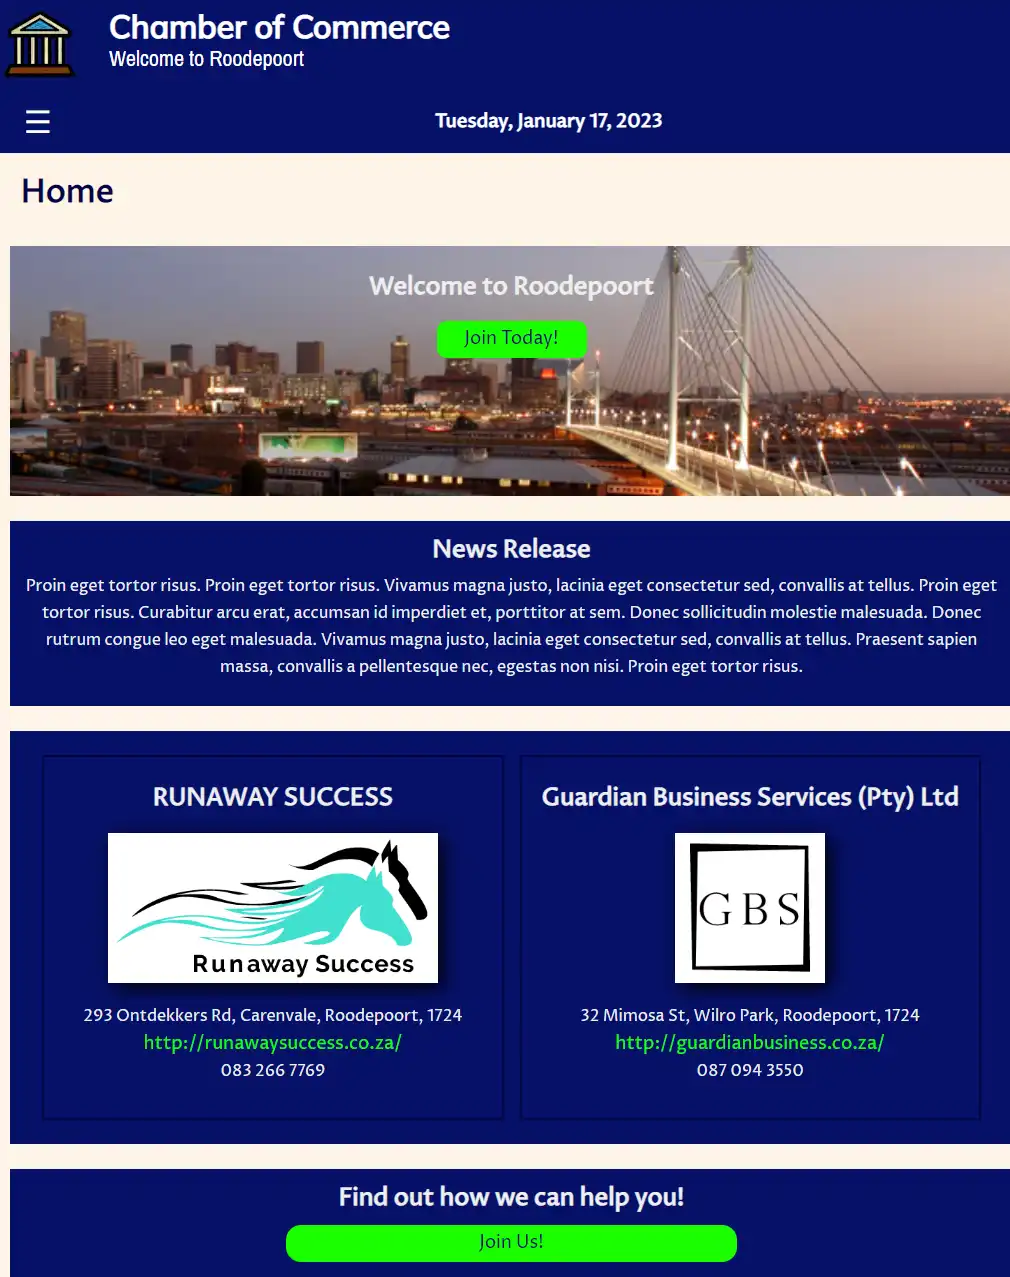 Chamber of Commerce
Welcome to Roodepoort
Tuesday, January 17, 2023
Home
Welcome to Roodepoort
Join Today!
News Release
Proin eget tortor risus. Proin eget tortor risus. Vivamus magna justo, lacinia eget consectetur sed, convallis at tellus. Proin eget
tortor risus. Curabitur arcu erat, accumsan id imperdiet et, porttitor at sem. Donec sollicitudin molestie malesuada. Donec
rutrum congue leo eget malesuada. Vivamus magna justo, lacinia eget consectetur sed, convallis at tellus. Praesent sapien
massa, convallis a pellentesque nec, egestas non nisi. Proin eget tortor risus.
RUNAWAY SUCCESS
Runaway Success
293 Ontdekkers Rd, Carenvale, Roodepoort, 1724
http://runawaysuccess.co.za/
083 266 7769
Guardian Business Services (Pty) Ltd
GBS
32 Mimosa St, Wilro Park, Roodepoort, 1724
http://guardianbusiness.co.za/
087 094 3550
Find out how we can help you!
Join Us!